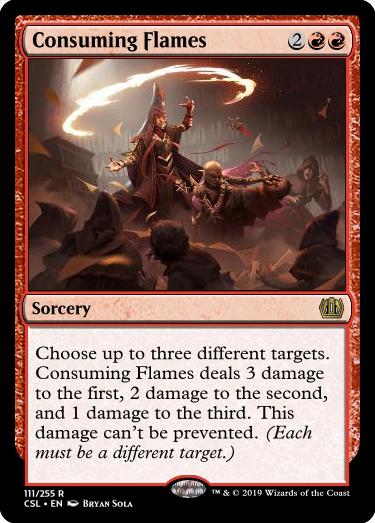 Consuming Flames 2
Sorcery
Choose up to three different targets.
Consuming Flames deals 3 damage
to the first, 2 damage to the second,
and 1 damage to the third. This
damage can't be prevented. (Each
must be a different target.)
111/255 R
CSL • EN Bryan Sola
™ & © 2019 Wizards of the Coast